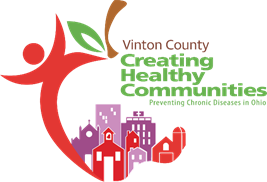 Vinton County
Creating
Healthy
Communities
Preventing Chronic Diseases in Ohio